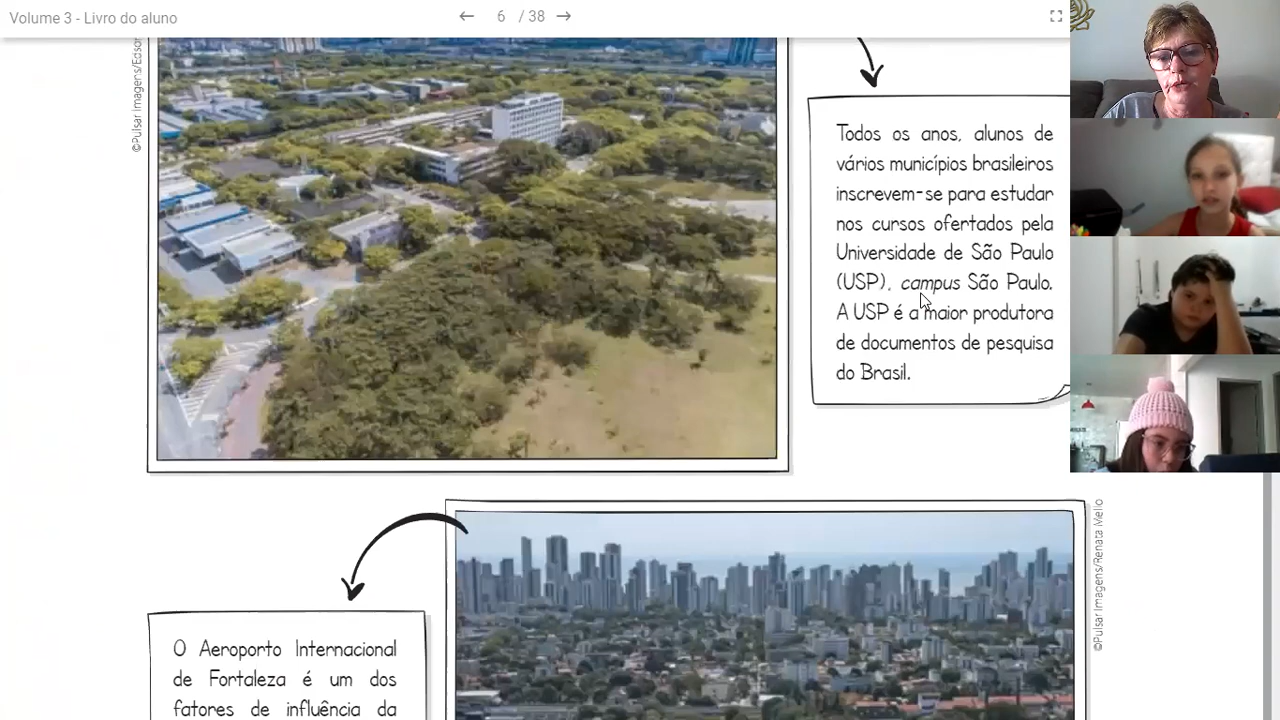 Volume 3 - Livro do aluno
6 / 38
©Pulsar Imagens/Edson
Todos os anos, alunos de
vários municípios brasileiros
inscrevem-se para estudar
nos cursos ofertados pela
Universidade de São Paulo
(USP), campus São Paulo.
A USP é a maior produtora
de documentos de pesquisa
do Brasil.
©Pulsar Imagens/Renata Mello
O Aeroporto Internacional
de Fortaleza é um dos
fatores de influência da